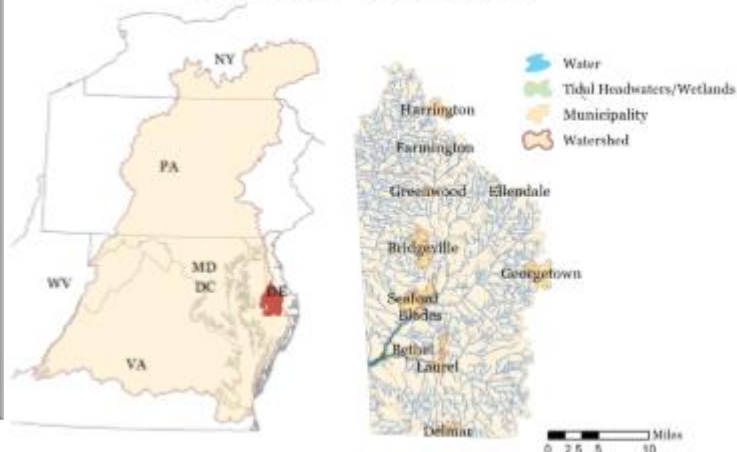 NY
PA
WV
MD
DC
DE
VA
Harrington
Farmington
Greenwood Ellendale
Bridgeville
Georgetown
Seaford
Blades
Bethel
Laurel
Delmar
Water
Tidal Headwaters/Wetlands
Municipality
Watershed
Miles
0 2.5 5 10